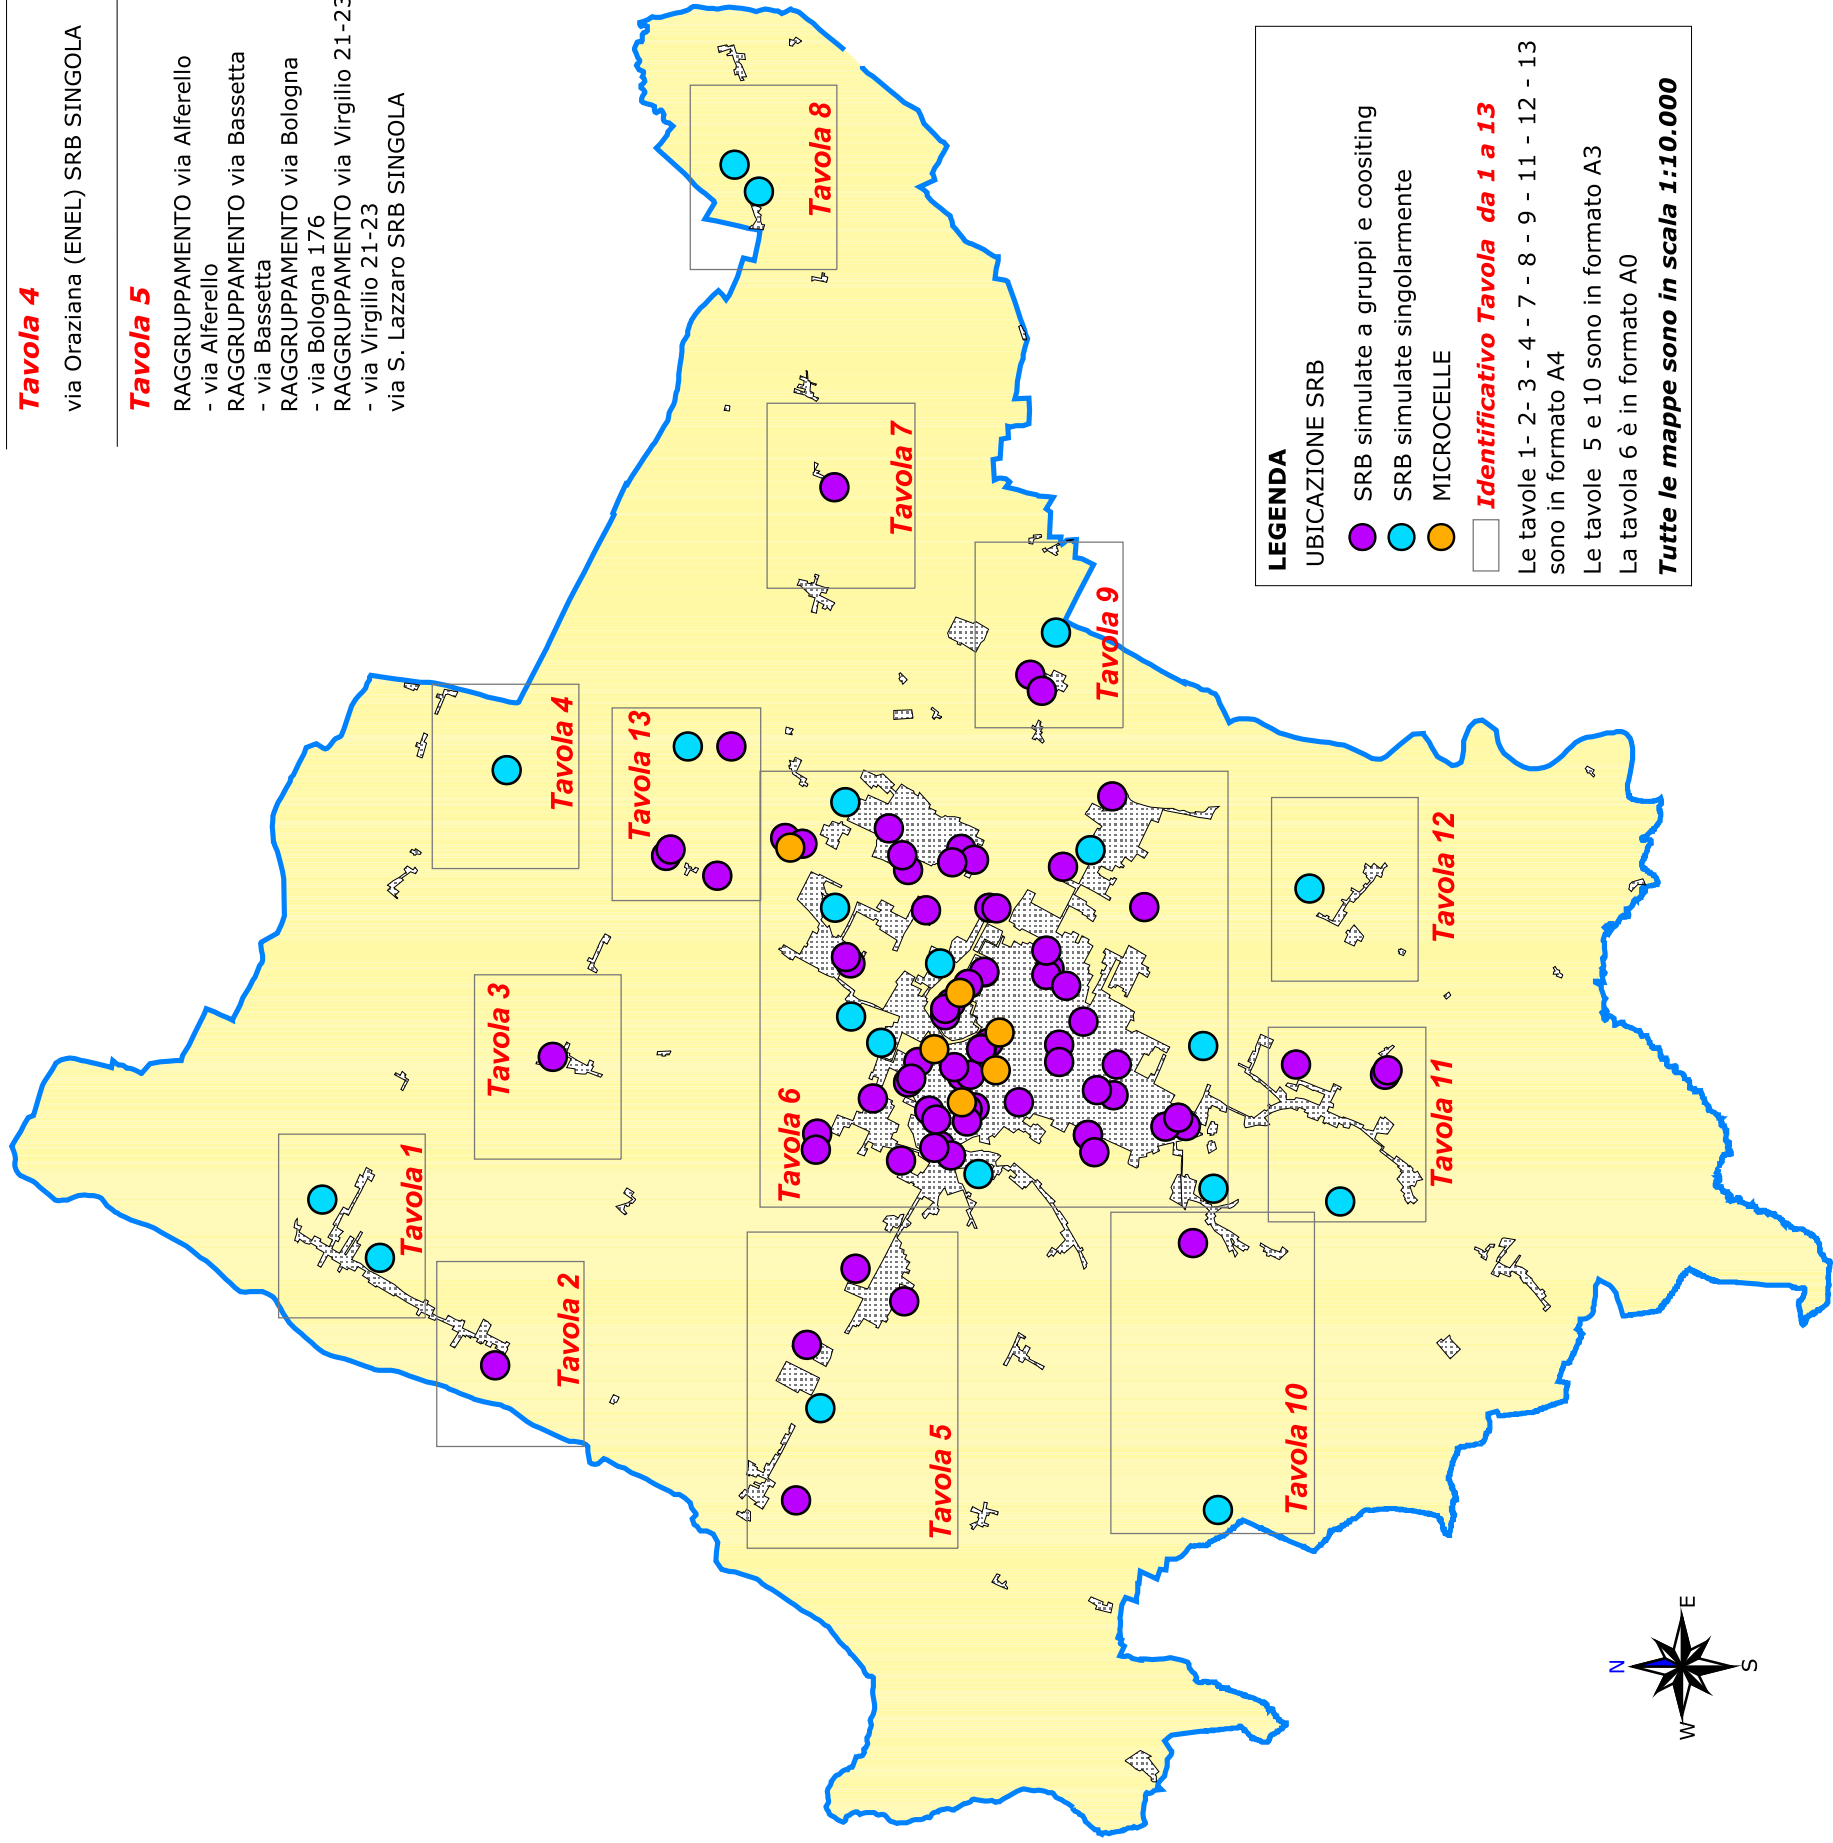 Tavola 4
via Oraziana (ENEL) SRB SINGOLA
Tavola 5
RAGGRUPPAMENTO via Alferello
- via Alferello
RAGGRUPPAMENTO via Bassetta
- via Bassetta
RAGGRUPPAMENTO via Bologna
- via Bologna 176
RAGGRUPPAMENTO via Virgilio 21-23
- via Virgilio 21-23
via S. Lazzaro SRB SINGOLA
Tavola 8
Tavola 7
Tavola 9
Tavola 4
Tavola 13
Tavola 12
Tavola 3
Tavola 6
Tavola 11
Tavola 1
Tavola 2
Tavola 5
Tavola 10
LEGENDA
UBICAZIONE SRB
SRB simulate a gruppi e coositing
SRB simulate singolarmente
MICROCELLE
Identificativo Tavola da 1 a 13
Le tavole 1- 2- 3 - 4 - 7 - 8 - 9 - 11 - 12 - 13
sono in formato A4
Le tavole 5 e 10 sono in formato A3
La tavola 6 è in formato A0
Tutte le mappe sono in scala 1:10.000
N
E
S
W